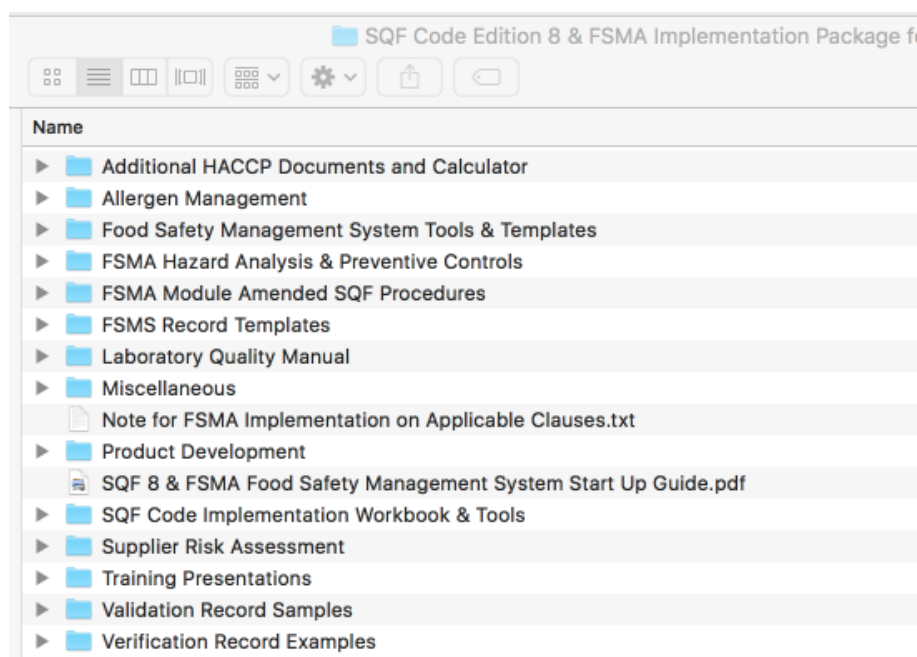 SQF Code Edition 8 & FSMA Implementation Package
Name
Additional HACCP Documents and Calculator
Allergen Management
Food Safety Management System Tools & Templates
FSMA Hazard Analysis & Preventive Controls
FSMA Module Amended SQF Procedures
FSMS Record Templates
Laboratory Quality Manual
Miscellaneous
Note for FSMA Implementation on Applicable Clauses.txt
Product Development
SQF 8 & FSMA Food Safety Management System Start Up Guide.pdf
SQF Code Implementation Workbook & Tools
Supplier Risk Assessment
Training Presentations
Validation Record Samples
Verification Record Examples